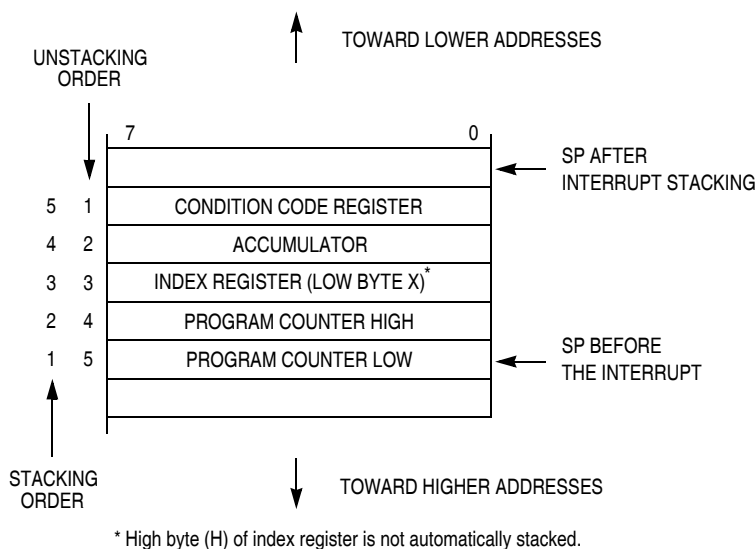 TOWARD LOWER ADDRESSES
UNSTACKING
ORDER
7 0
SP AFTER
INTERRUPT STACKING
5 1 CONDITION CODE REGISTER
4 2 ACCUMULATOR
3 3 INDEX REGISTER (LOW BYTE X)*
2 4 PROGRAM COUNTER HIGH
1 5 PROGRAM COUNTER LOW
SP BEFORE
THE INTERRUPT
STACKING
ORDER
TOWARD HIGHER ADDRESSES
* High byte (H) of index register is not automatically stacked.